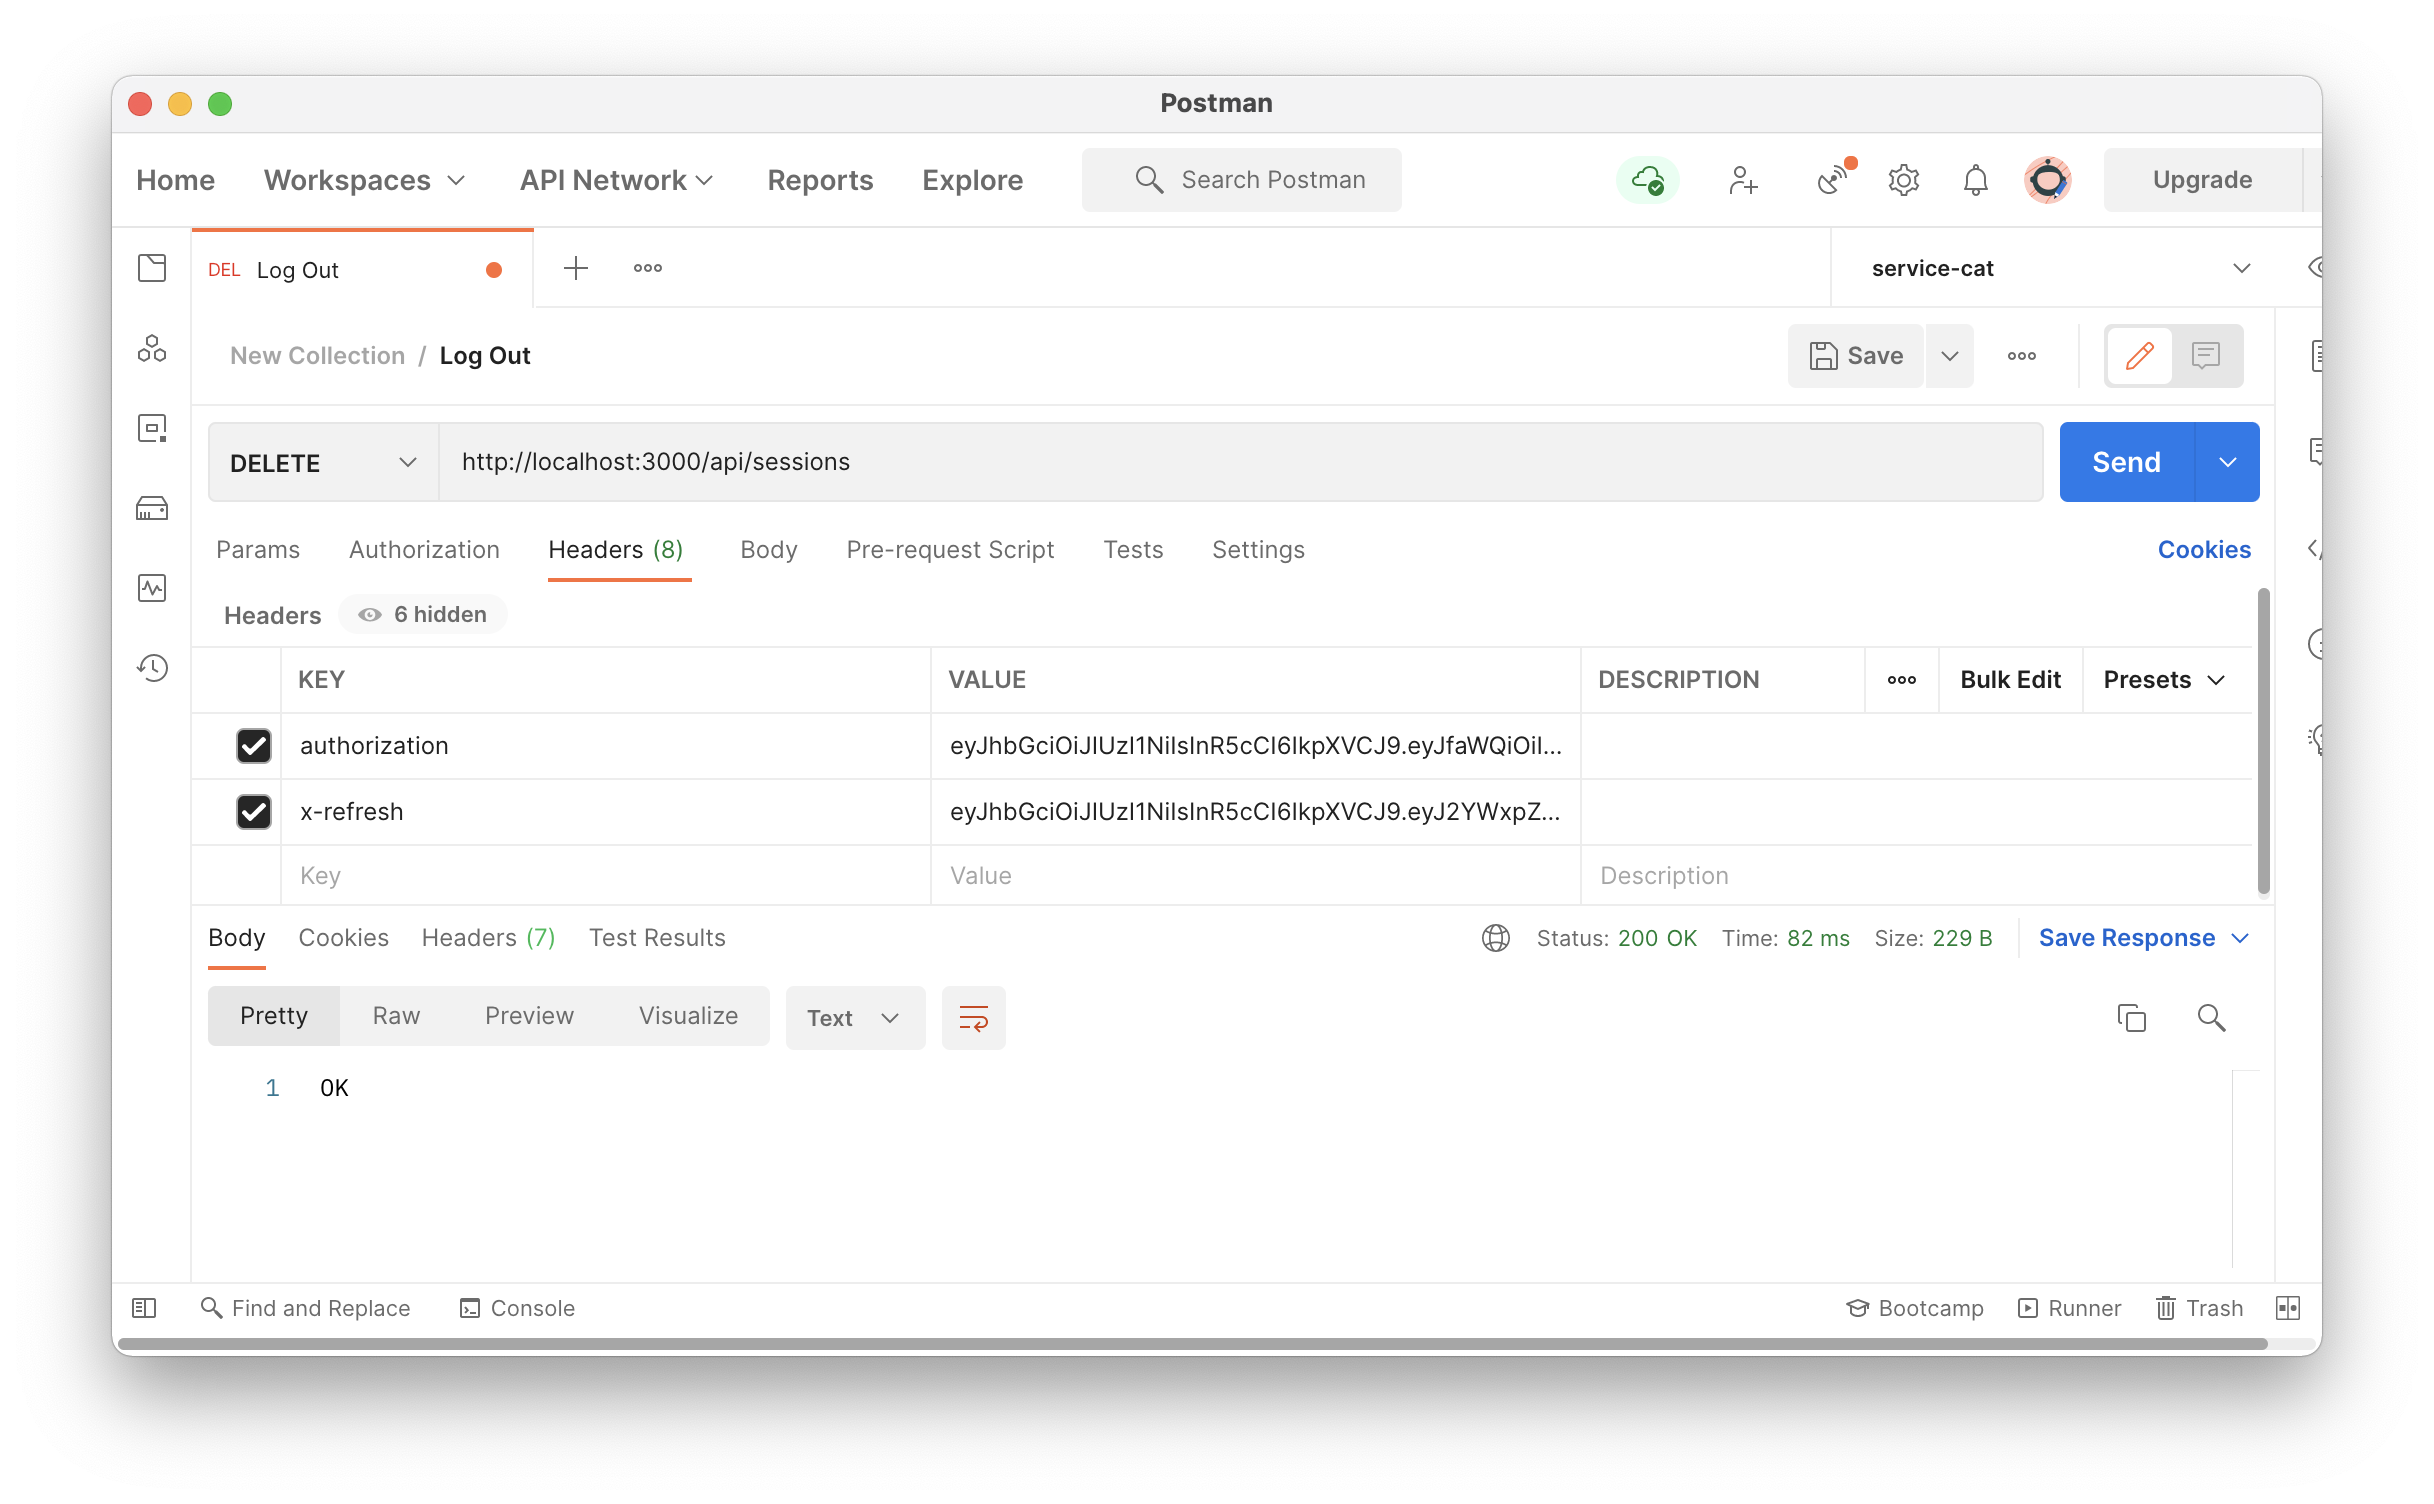 Postman
Home Workspaces API Network Reports Explore Search Postman Upgrade
DEL Log Out service-cat
New Collection / Log Out Save
DELETE http://localhost:3000/api/sessions Send
Params Authorization Headers (8) Body Pre-request Script Tests Settings Cookies
Headers 6 hidden
KEY VALUE DESCRIPTION Bulk Edit Presets
authorization eyJhbGciOiJIUzI1NiIsInR5cCI6IkpXVCJ9.eyJfaWQiOiI...
x-refresh eyJhbGciOiJIUzI1NiIsInR5cCI6IkpXVCJ9.eyJ2YWxpZ...
Key Value Description
Body Cookies Headers (7) Test Results Status: 200 OK Time: 82 ms Size: 229 B Save Response
Pretty Raw Preview Visualize Text
1 OK
Find and Replace Console Bootcamp Runner Trash